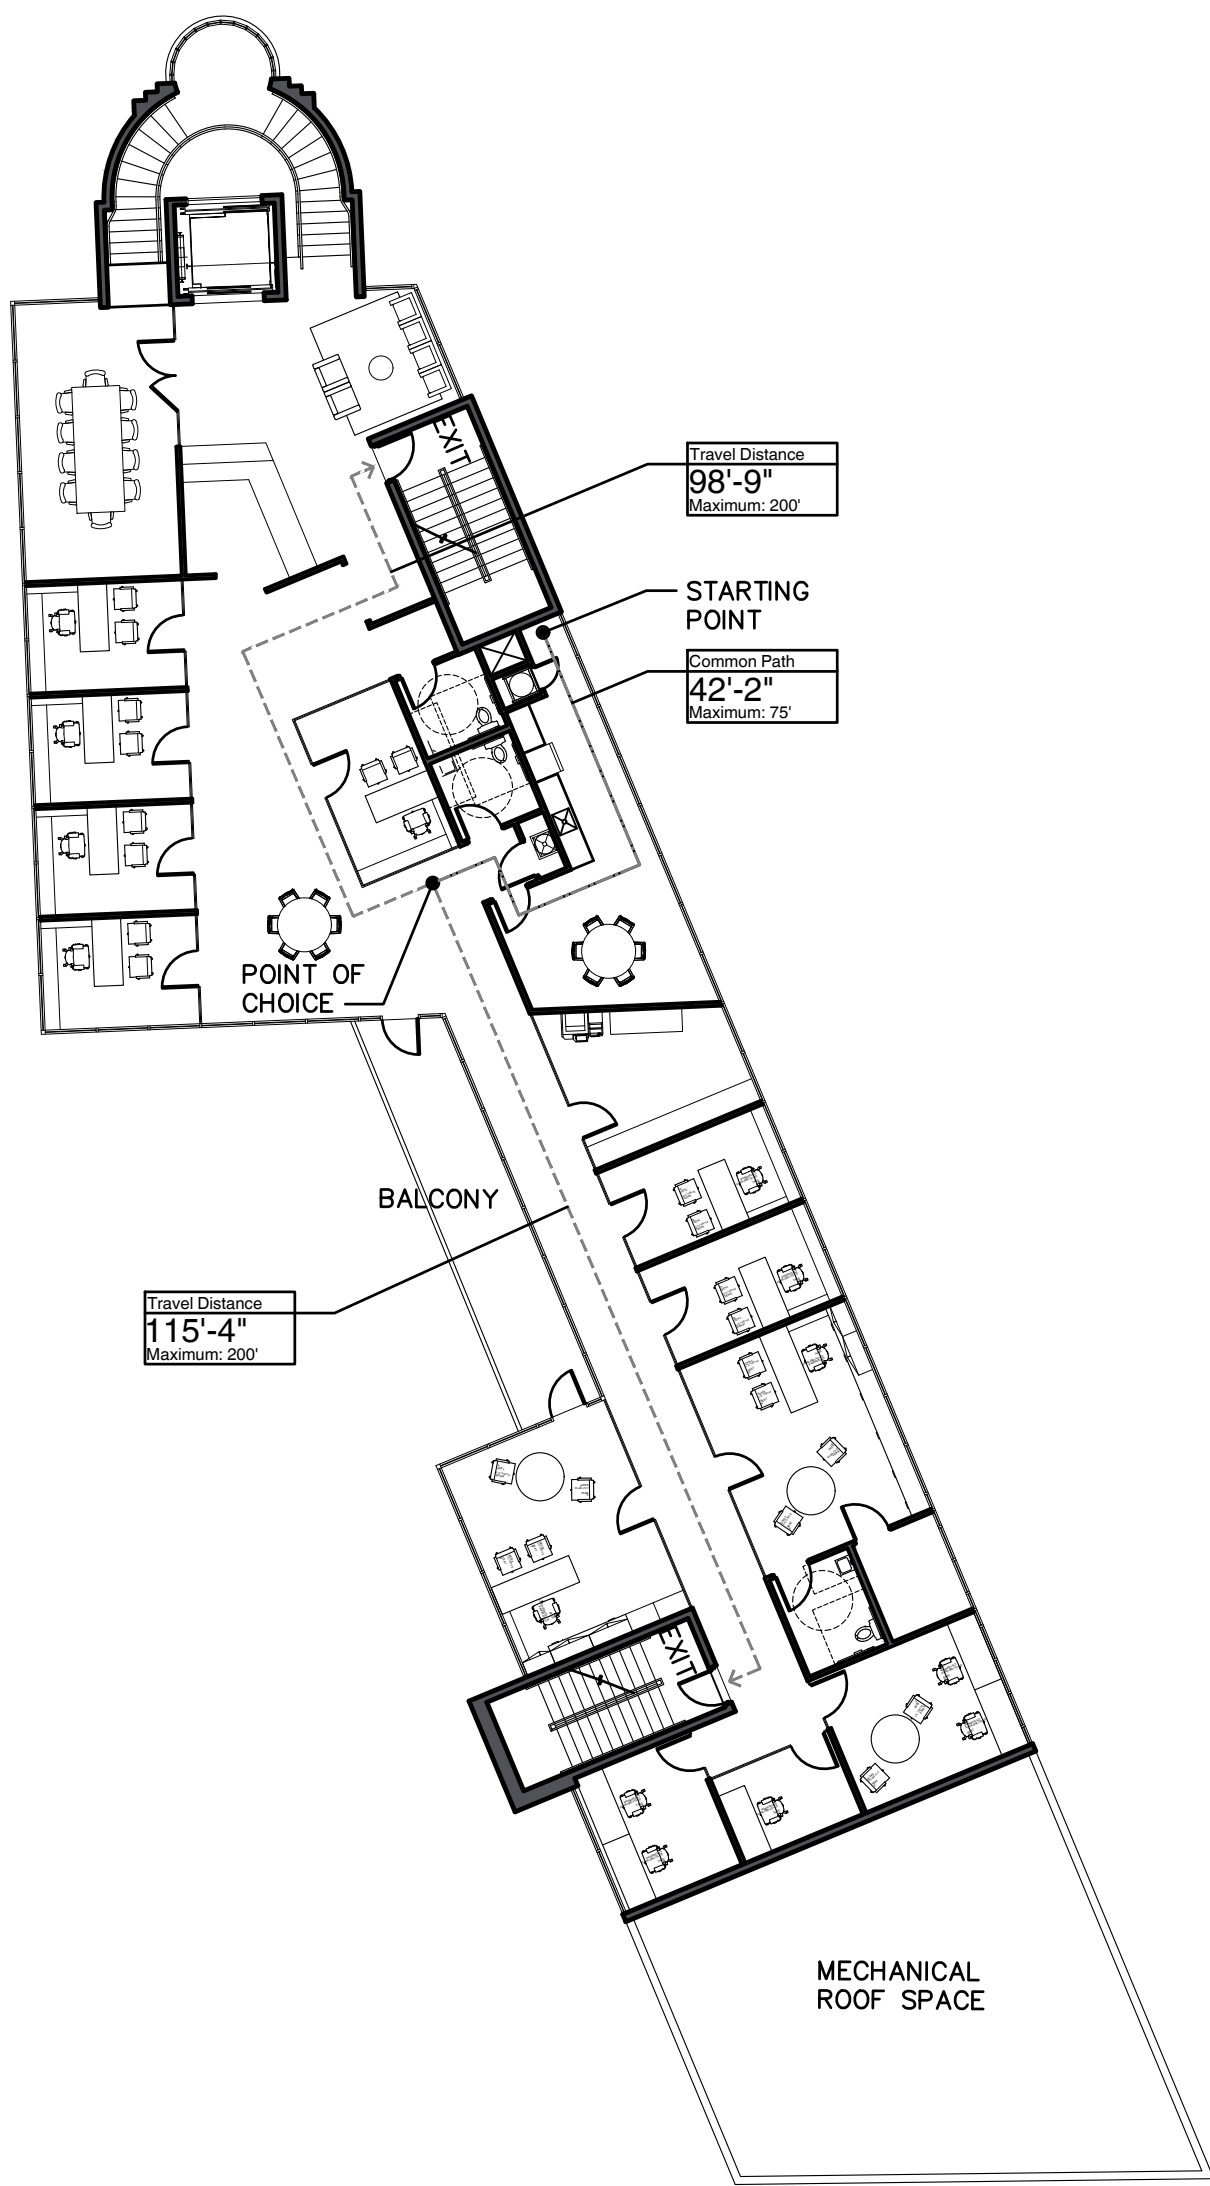 EXIT
Travel Distance
98'-9"
Maximum: 200'
STARTING
POINT
Common Path
42'-2"
Maximum: 75'
POINT OF
CHOICE
BALCONY
Travel Distance
115'-4"
Maximum: 200'
EXIT
MECHANICAL
ROOF SPACE